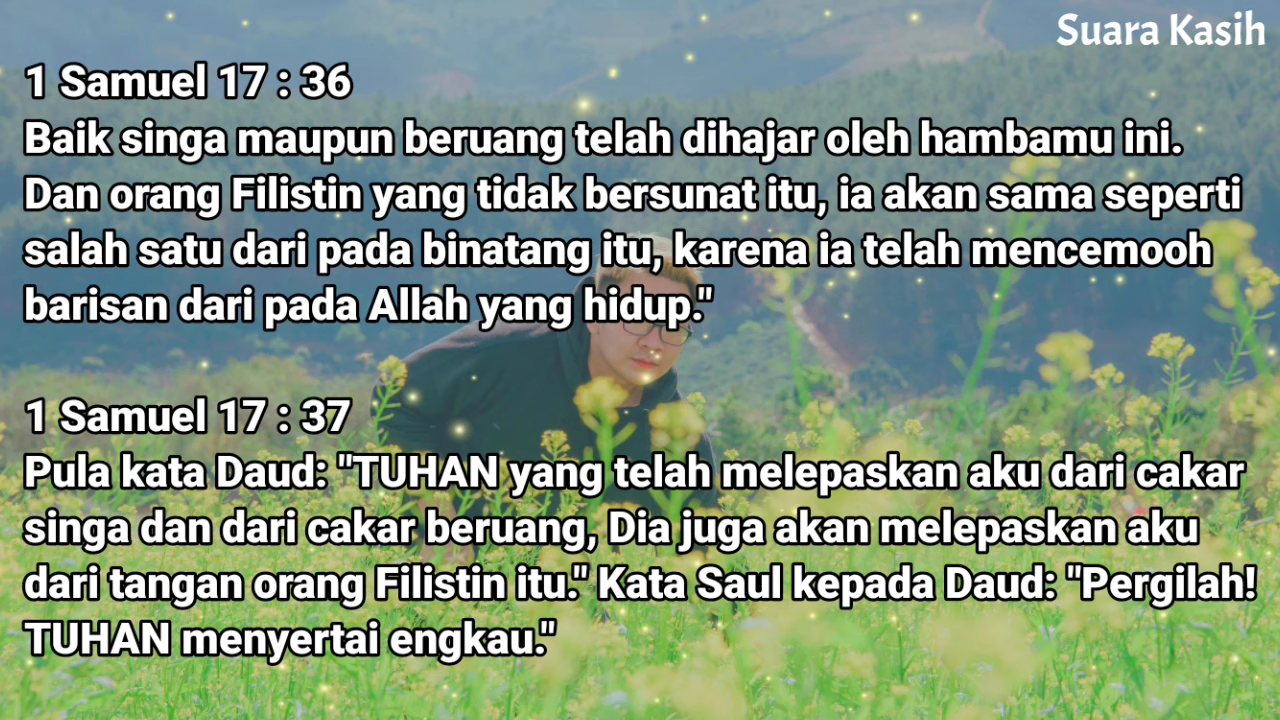 Suara Kasih
1 Samuel 17 : 36
Baik singa maupun beruang telah dihajar oleh hambamu ini.
Dan orang Filistin yang tidak bersunat itu, ia akan sama seperti
salah satu dari pada binatang itu, karena ia telah mencemooh
barisan dari pada Allah yang hidup."
1 Samuel 17 : 37
Pula kata Daud: "TUHAN yang telah melepaskan aku dari cakar
singa dan dari cakar beruang, Dia juga akan melepaskan aku
dari tangan orang Filistin itu." Kata Saul kepada Daud: "Pergilah!
TUHAN menyertai engkau."